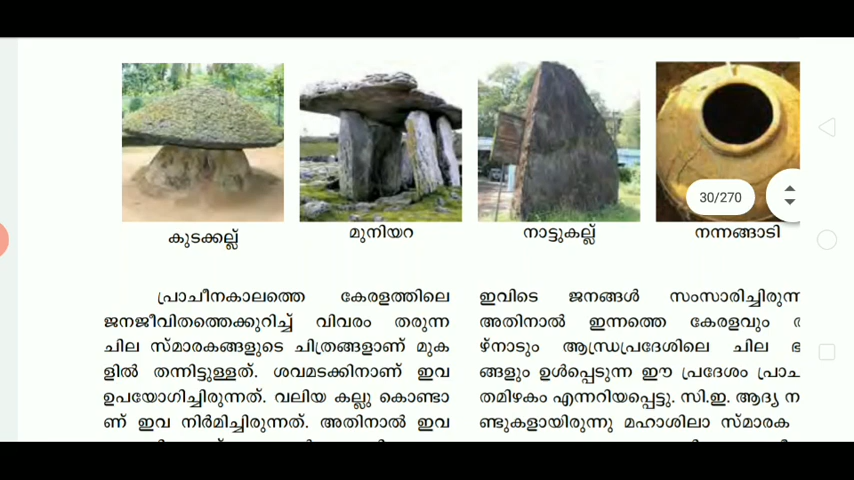 30/270
കുടക്കല്ല്
മുനിയറ
നാട്ടുകല്ല്
നന്നങ്ങാടി
പ്രാചീനകാലത്തെ കേരളത്തിലെ
ജനജീവിതത്തെക്കുറിച്ച് വിവരം തരുന്ന
ചില സ്മാരകങ്ങളുടെ ചിത്രങ്ങളാണ് മുക
ളിൽ തന്നിട്ടുള്ളത്. ശവമടക്കിനാണ് ഇവ
ഉപയോഗിച്ചിരുന്നത്. വലിയ കല്ലു കൊണ്ടാ
ണ് ഇവ നിർമിച്ചിരുന്നത്. അതിനാൽ ഇവ
ഇവിടെ ജനങ്ങൾ സംസാരിച്ചിരുന്ന
അതിനാൽ ഇന്നത്തെ കേരളവും
ഴ്നാടും ആന്ധ്രപ്രദേശിലെ ചില
ങ്ങളും ഉൾപ്പെടുന്ന ഈ പ്രദേശം പ്രാച
തമിഴകം എന്നറിയപ്പെട്ടു. സി.ഇ. ആദ്യ ന
ണ്ടുകളായിരുന്നു മഹാശിലാ സ്മാരക